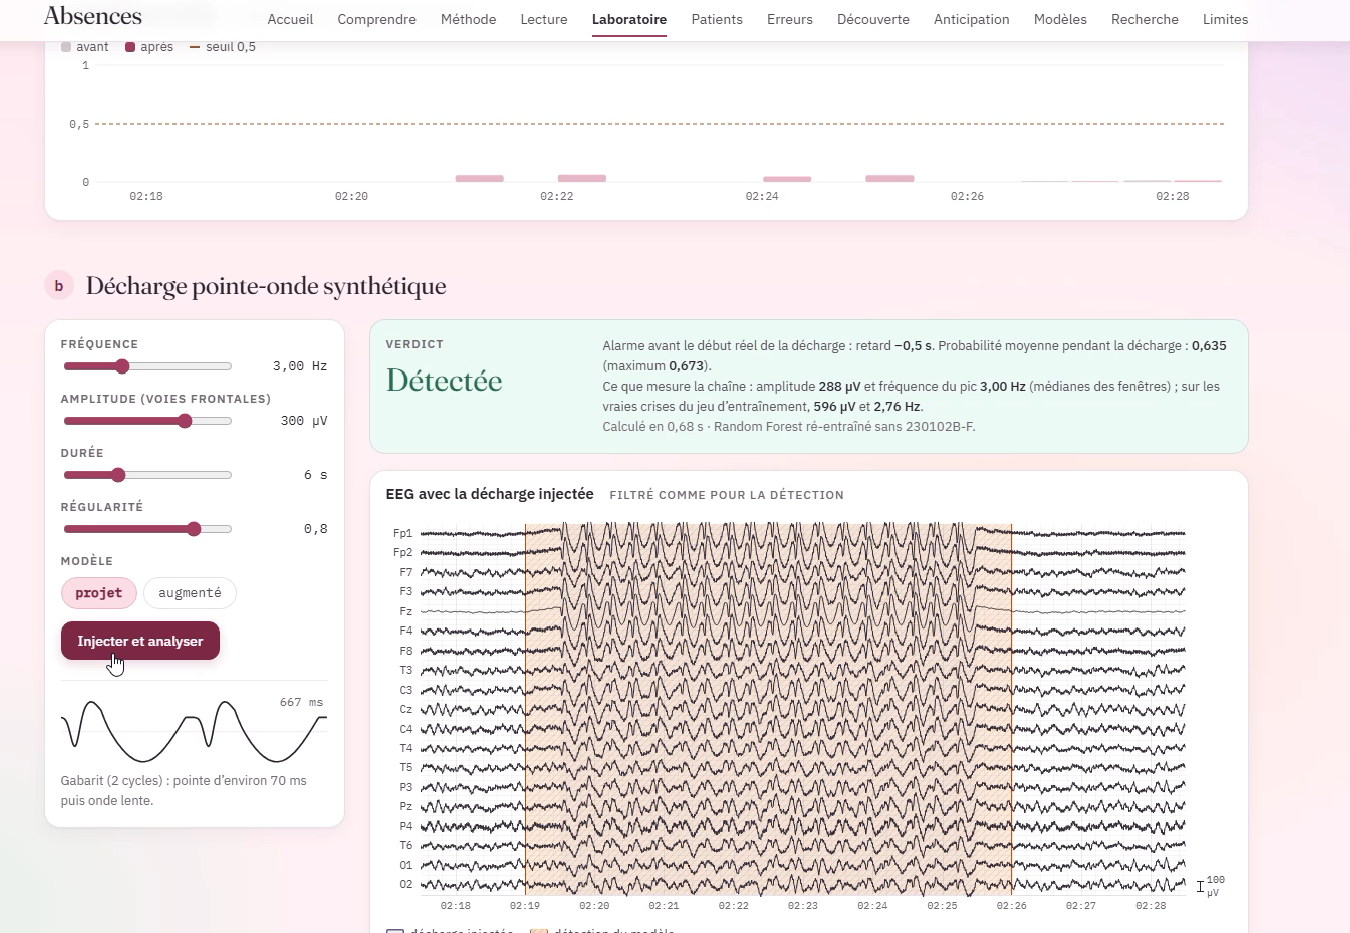 Absences
Accueil Comprendre Méthode Lecture Laboratoire Patients Erreurs Découverte Anticipation Modèles Recherche Limites
avant après seuil 0,5
1
0,5
0
02:18 02:20 02:22 02:24 02:26 02:28
b Décharge pointe-onde synthétique
FRÉQUENCE
3,00 Hz
AMPLITUDE (VOIES FRONTALES)
300 µV
DURÉE
6 s
RÉGULARITÉ
0,8
MODÈLE
projet augmenté
Injecter et analyser
667 ms
Gabarit (2 cycles) : pointe d’environ 70 ms
puis onde lente.
VERDICT
Détectée
Alarme avant le début réel de la décharge : retard −0,5 s. Probabilité moyenne pendant la décharge : 0,635
(maximum 0,673).
Ce que mesure la chaîne : amplitude 288 µV et fréquence du pic 3,00 Hz (médianes des fenêtres) ; sur les
vraies crises du jeu d’entraînement, 596 µV et 2,76 Hz.
Calculé en 0,68 s · Random Forest ré-entraîné sans 230102B-F.
EEG avec la décharge injectée FILTRÉ COMME POUR LA DÉTECTION
Fp1
Fp2
F7
F3
Fz
F4
F8
T3
C3
Cz
C4
T4
T5
P3
Pz
P4
T6
O1
O2
100
µV
02:18 02:19 02:20 02:21 02:22 02:23 02:24 02:25 02:26 02:27 02:28
décharge injectée détection du modèle